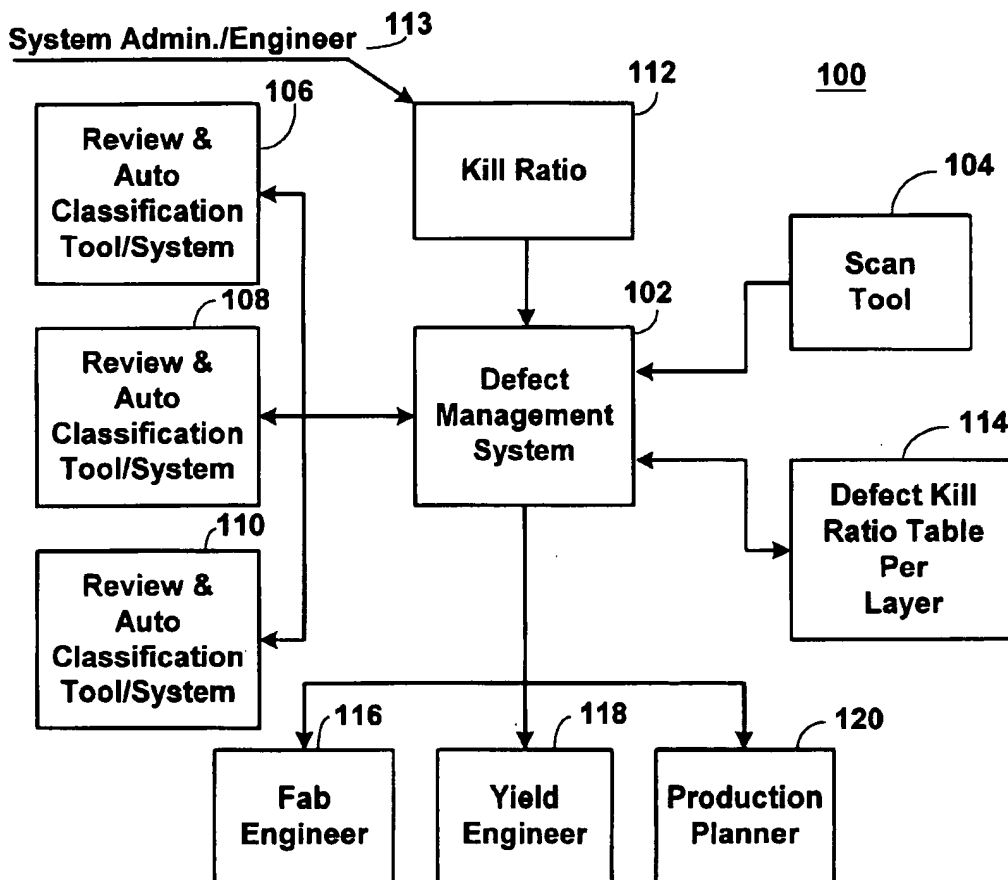 System Admin./Engineer 113
112
100
106
Review &
Auto
Classification
Tool/System
Kill Ratio
104
Scan
Tool
108
Review &
Auto
Classification
Tool/System
102
Defect
Management
System
114
Defect Kill
Ratio Table
Per
Layer
110
Review &
Auto
Classification
Tool/System
116
Fab
Engineer
118
Yield
Engineer
120
Production
Planner